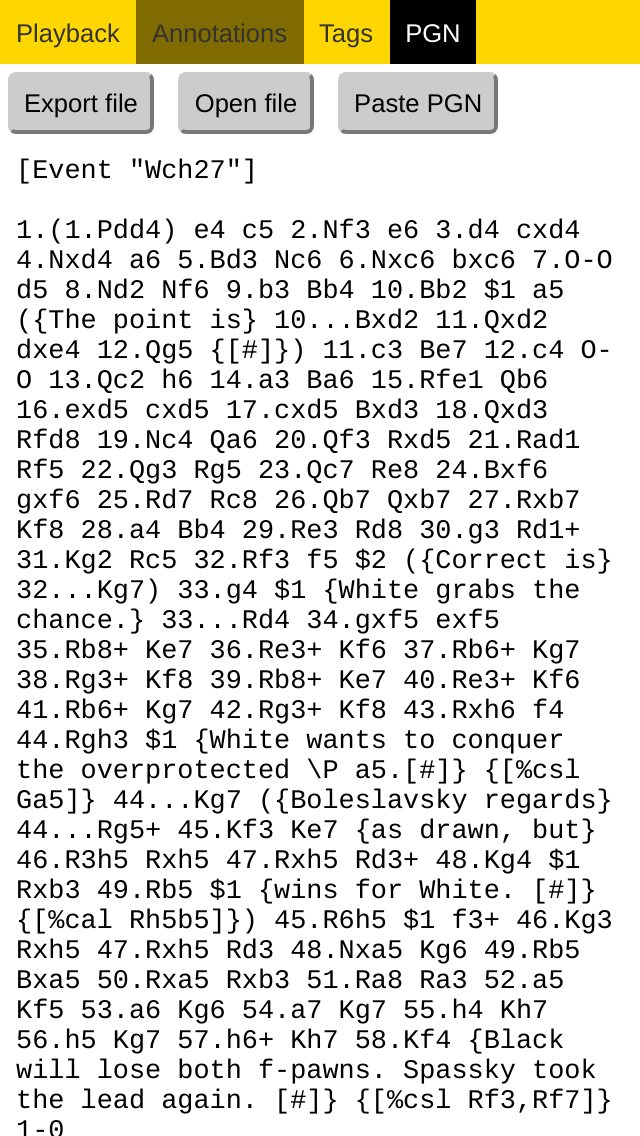 Playback Annotations Tags PGN
Export file Open file Paste PGN
[Event "Wch27"]
1.(1.Pdd4) e4 c5 2.Nf3 e6 3.d4 cxd4
4.Nxd4 a6 5.Bd3 Nc6 6.Nxc6 bxc6 7.O-O
d5 8.Nd2 Nf6 9.b3 Bb4 10.Bb2 $1 a5
({The point is} 10...Bxd2 11.Qxd2
dxe4 12.Qg5 {[#]}) 11.c3 Be7 12.c4 O-
O 13.Qc2 h6 14.a3 Ba6 15.Rfe1 Qb6
16.exd5 cxd5 17.cxd5 Bxd3 18.Qxd3
Rfd8 19.Nc4 Qa6 20.Qf3 Rxd5 21.Rad1
Rf5 22.Qg3 Rg5 23.Qc7 Re8 24.Bxf6
gxf6 25.Rd7 Rc8 26.Qb7 Qxb7 27.Rxb7
Kf8 28.a4 Bb4 29.Re3 Rd8 30.g3 Rd1+
31.Kg2 Rc5 32.Rf3 f5 $2 ({Correct is}
32...Kg7) 33.g4 $1 {White grabs the
chance.} 33...Rd4 34.gxf5 exf5
35.Rb8+ Ke7 36.Re3+ Kf6 37.Rb6+ Kg7
38.Rg3+ Kf8 39.Rb8+ Ke7 40.Re3+ Kf6
41.Rb6+ Kg7 42.Rg3+ Kf8 43.Rxh6 f4
44.Rgh3 $1 {White wants to conquer
the overprotected \P a5.[#]} {[%csl
Ga5]} 44...Kg7 ({Boleslavsky regards}
44...Rg5+ 45.Kf3 Ke7 {as drawn, but}
46.R3h5 Rxh5 47.Rxh5 Rd3+ 48.Kg4 $1
Rxb3 49.Rb5 $1 {wins for White. [#]}
{[%cal Rh5b5]}) 45.R6h5 $1 f3+ 46.Kg3
Rxh5 47.Rxh5 Rd3 48.Nxa5 Kg6 49.Rb5
Bxa5 50.Rxa5 Rxb3 51.Ra8 Ra3 52.a5
Kf5 53.a6 Kg6 54.a7 Kg7 55.h4 Kh7
56.h5 Kg7 57.h6+ Kh7 58.Kf4 {Black
will lose both f-pawns. Spassky took
the lead again. [#]} {[%csl Rf3,Rf7]}
1-0